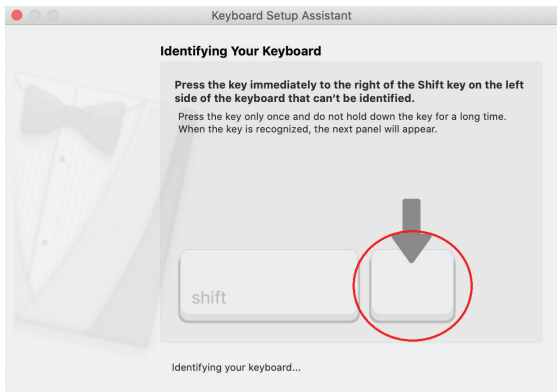 Keyboard Setup Assistant
Identifying Your Keyboard
Press the key immediately to the right of the Shift key on the left
side of the keyboard that can't be identified.
Press the key only once and do not hold down the key for a long time.
When the key is recognized, the next panel will appear.
shift
Identifying your keyboard...